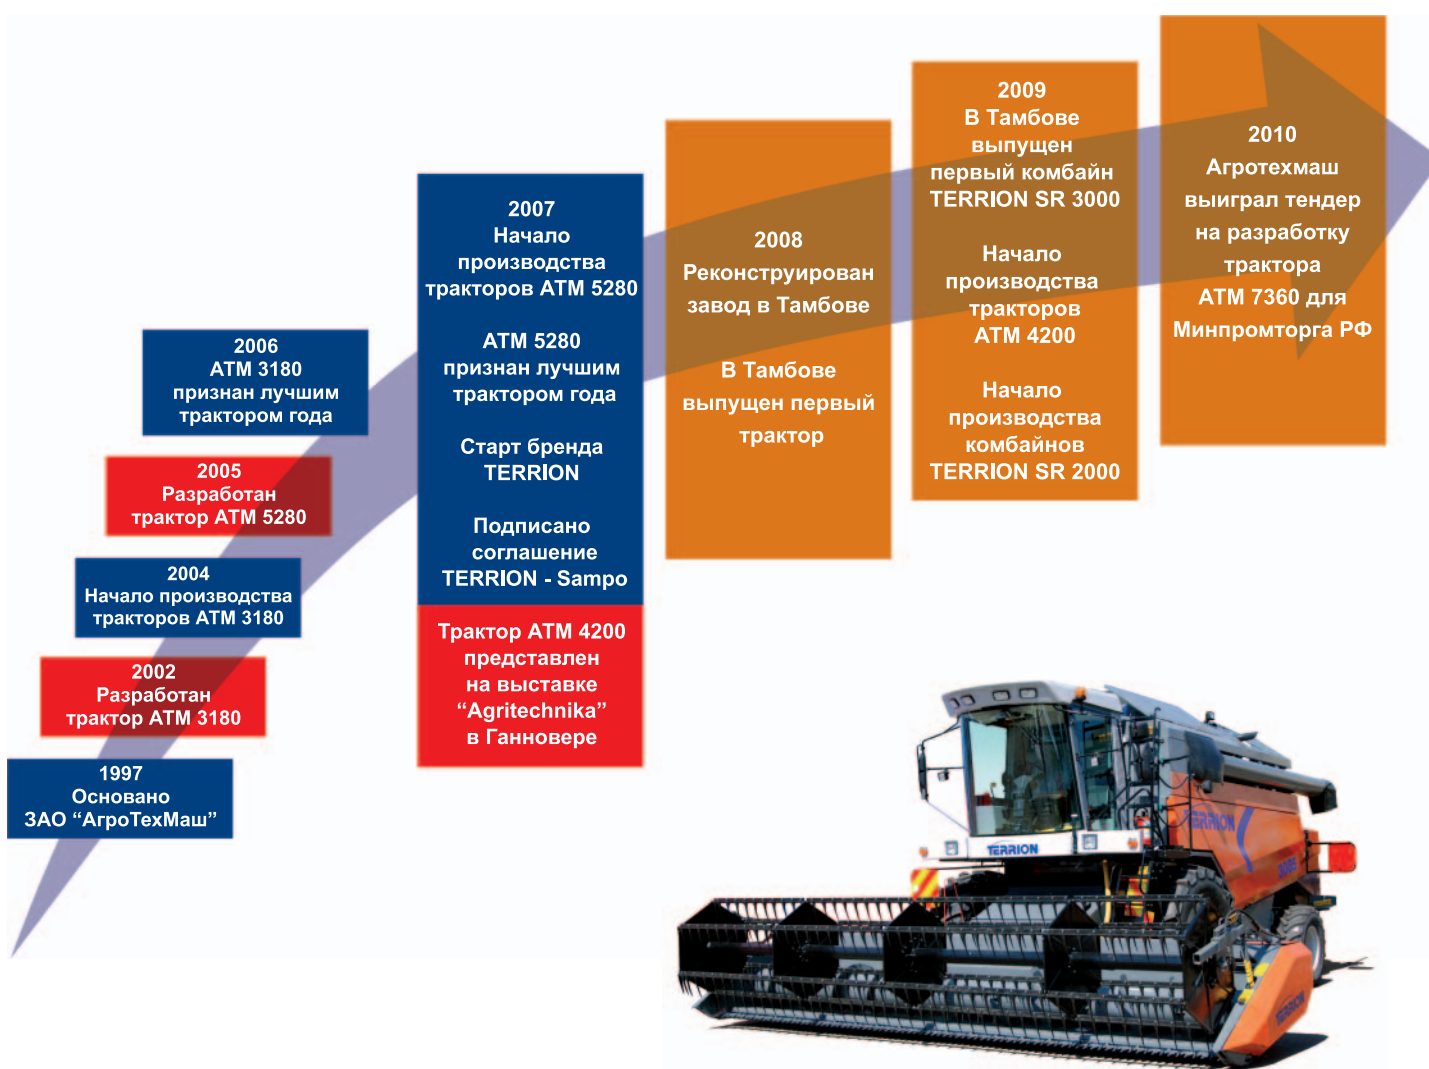 1997
Основано
ЗАО “АгроТехМаш”
2002
Разработан
трактор АТМ 3180
2004
Начало производства
тракторов АТМ 3180
2005
Разработан
трактор АТМ 5280
2006
АТМ 3180
признан лучшим
трактором года
2007
Начало
производства
тракторов АТМ 5280
АТМ 5280
признан лучшим
трактором года
Старт бренда
TERRION
Подписано
соглашение
TERRION - Sampo
Трактор АТМ 4200
представлен
на выставке
“Agritechnika”
в Ганновере
2008
Реконструирован
завод в Тамбове
В Тамбове
выпущен первый
трактор
2009
В Тамбове
выпущен
первый комбайн
TERRION SR 3000
Начало
производства
тракторов
АТМ 4200
Начало
производства
комбайнов
TERRION SR 2000
2010
Агротехмаш
выиграл тендер
на разработку
трактора
АТМ 7360 для
Минпромторга РФ
TERRION
TERRION
TERRION